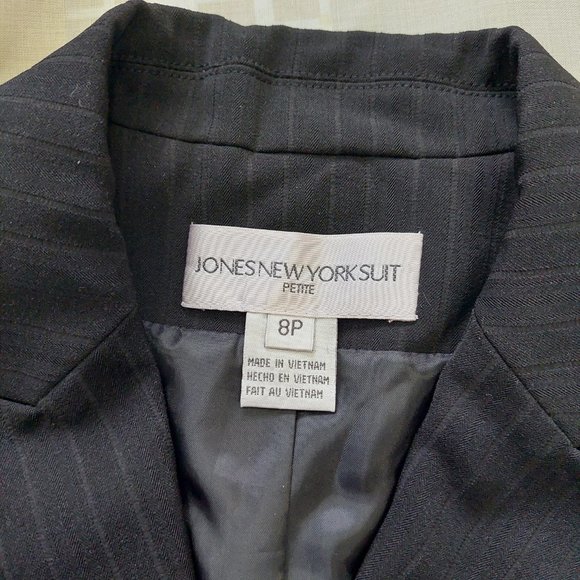 JONES NEW YORK SUIT
PETITE
8P
MADE IN VIETNAM
HECHO EN VIETNAM
FAIT AU VIETNAM